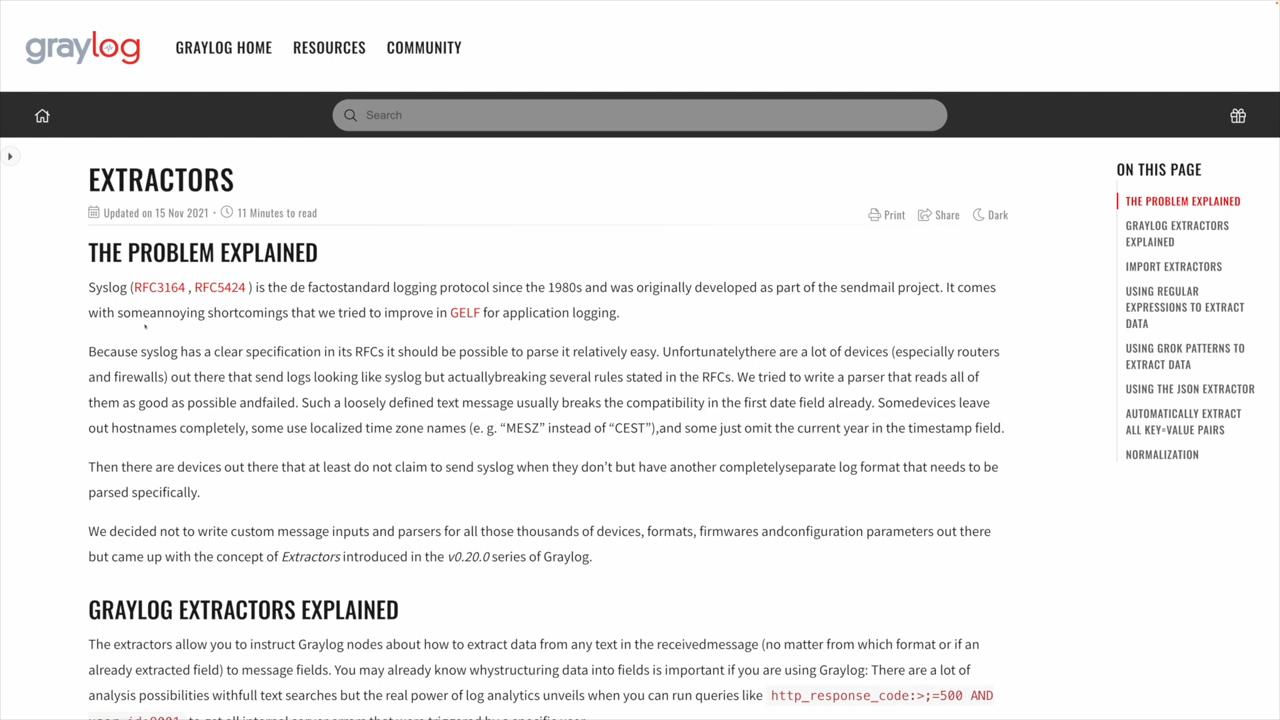 graylog
GRAYLOG HOME RESOURCES COMMUNITY
Search
EXTRACTORS
Updated on 15 Nov 2021 • 11 Minutes to read
Print Share Dark
THE PROBLEM EXPLAINED
Syslog (RFC3164 , RFC5424 ) is the de factostandard logging protocol since the 1980s and was originally developed as part of the sendmail project. It comes
with someannoying shortcomings that we tried to improve in GELF for application logging.
Because syslog has a clear specification in its RFCs it should be possible to parse it relatively easy. Unfortunatelythere are a lot of devices (especially routers
and firewalls) out there that send logs looking like syslog but actuallybreaking several rules stated in the RFCs. We tried to write a parser that reads all of
them as good as possible andfailed. Such a loosely defined text message usually breaks the compatibility in the first date field already. Somedevices leave
out hostnames completely, some use localized time zone names (e. g. “MESZ” instead of “CEST”),and some just omit the current year in the timestamp field.
Then there are devices out there that at least do not claim to send syslog when they don’t but have another completelyseparate log format that needs to be
parsed specifically.
We decided not to write custom message inputs and parsers for all those thousands of devices, formats, firmwares andconfiguration parameters out there
but came up with the concept of Extractors introduced in the v0.20.0 series of Graylog.
GRAYLOG EXTRACTORS EXPLAINED
The extractors allow you to instruct Graylog nodes about how to extract data from any text in the receivedmessage (no matter from which format or if an
already extracted field) to message fields. You may already know whystructuring data into fields is important if you are using Graylog: There are a lot of
analysis possibilities withfull text searches but the real power of log analytics unveils when you can run queries like http_response_code:>;=500 AND
ON THIS PAGE
THE PROBLEM EXPLAINED
GRAYLOG EXTRACTORS
EXPLAINED
IMPORT EXTRACTORS
USING REGULAR
EXPRESSIONS TO EXTRACT
DATA
USING GROK PATTERNS TO
EXTRACT DATA
USING THE JSON EXTRACTOR
AUTOMATICALLY EXTRACT
ALL KEY=VALUE PAIRS
NORMALIZATION